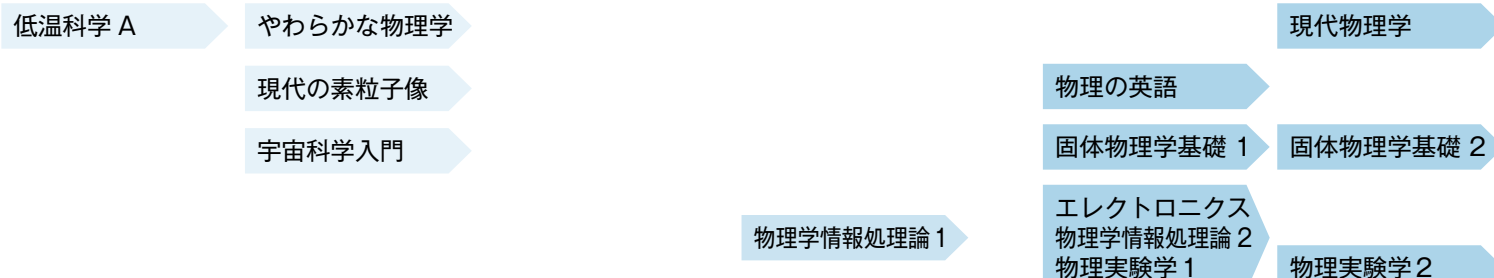 低温科学 A
やわらかな物理学
現代物理学
現代の素粒子像
物理の英語
宇宙科学入門
固体物理学基礎 1
固体物理学基礎 2
エレクトロニクス
物理学情報処理論1
物理学情報処理論2
物理実験学1
物理実験学2